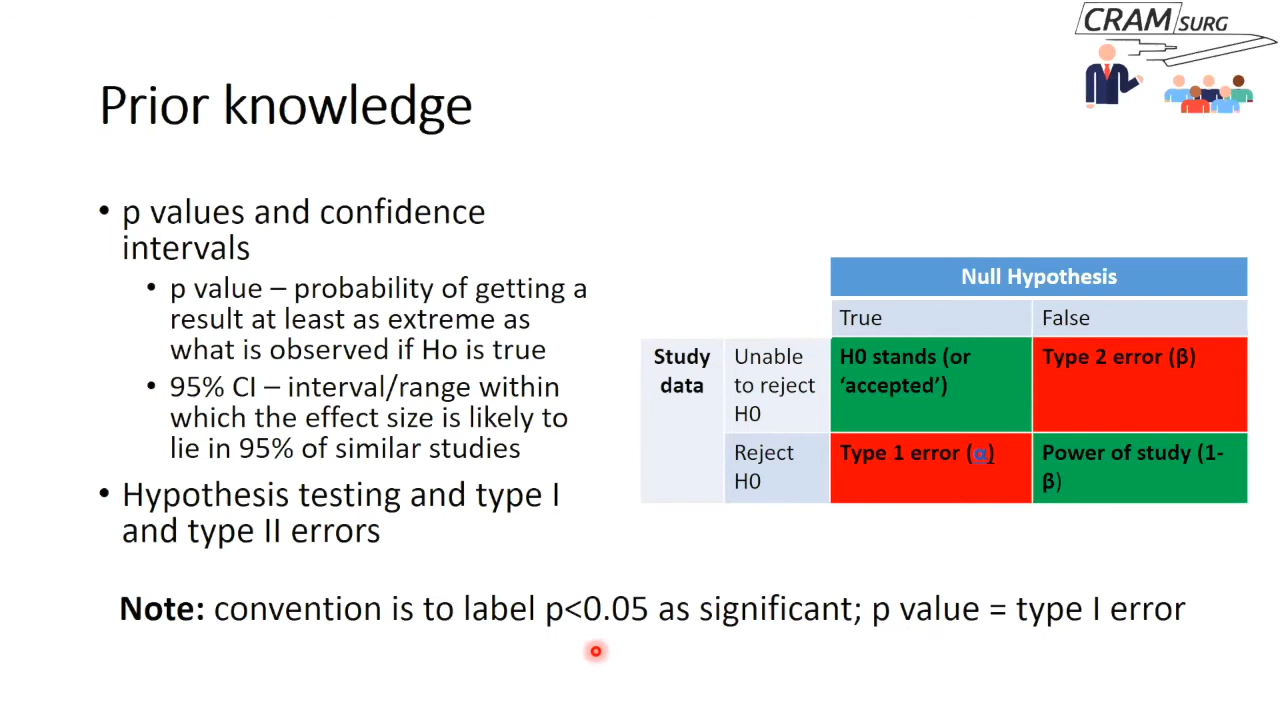 CRAM SURG
Prior knowledge
• p values and confidence
intervals
• p value – probability of getting a
result at least as extreme as
what is observed if Ho is true
• 95% CI – interval/range within
which the effect size is likely to
lie in 95% of similar studies
• Hypothesis testing and type I
and type II errors
Null Hypothesis
True False
Study
data
Unable
to reject
H0
H0 stands (or
‘accepted’)
Type 2 error (β)
Reject
H0
Type 1 error (α)
Power of study (1-
β)
Note: convention is to label p<0.05 as significant; p value = type I error